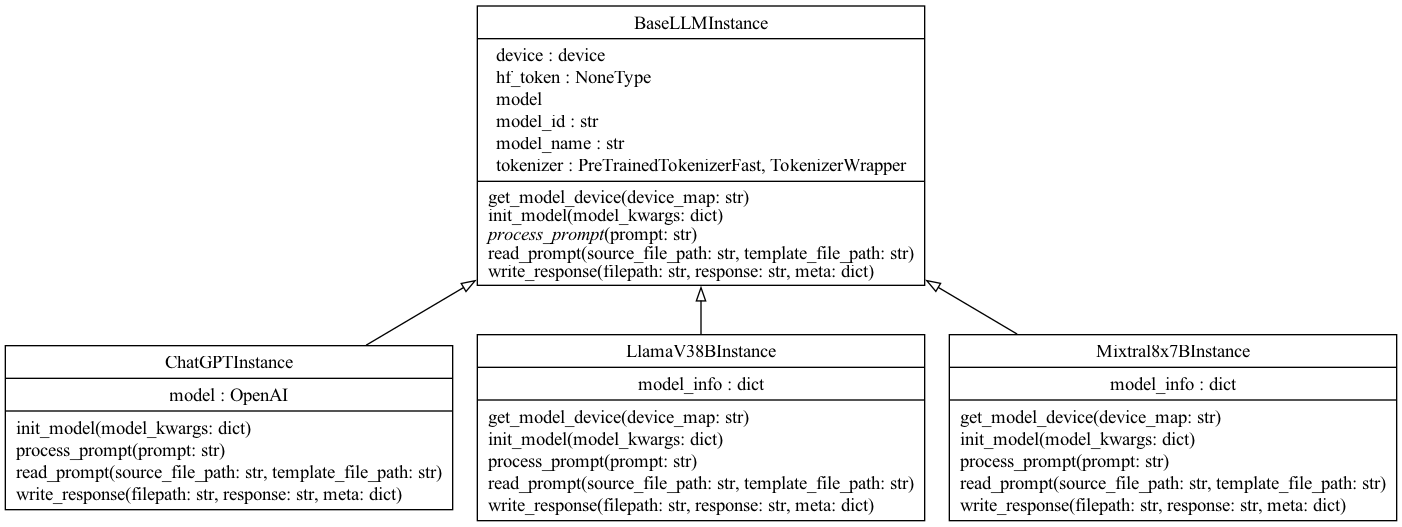 BaseLLMInstance
device : device
hf_token : NoneType
model
model_id : str
model_name : str
tokenizer : PreTrainedTokenizerFast, TokenizerWrapper
get_model_device(device_map: str)
init_model(model_kwargs: dict)
process_prompt(prompt: str)
read_prompt(source_file_path: str, template_file_path: str)
write_response(filepath: str, response: str, meta: dict)
ChatGPTInstance
model : OpenAI
init_model(model_kwargs: dict)
process_prompt(prompt: str)
read_prompt(source_file_path: str, template_file_path: str)
write_response(filepath: str, response: str, meta: dict)
LlamaV38BInstance
model_info : dict
get_model_device(device_map: str)
init_model(model_kwargs: dict)
process_prompt(prompt: str)
read_prompt(source_file_path: str, template_file_path: str)
write_response(filepath: str, response: str, meta: dict)
Mixtral8x7BInstance
model_info : dict
get_model_device(device_map: str)
init_model(model_kwargs: dict)
process_prompt(prompt: str)
read_prompt(source_file_path: str, template_file_path: str)
write_response(filepath: str, response: str, meta: dict)